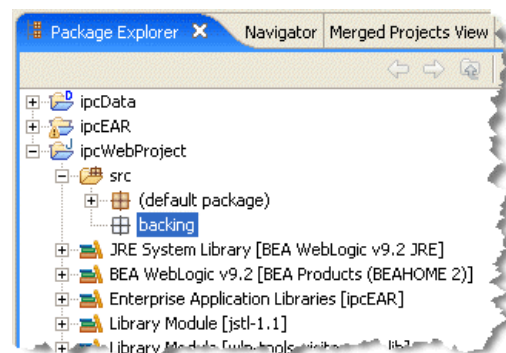 Package Explorer Navigator Merged Projects View
ipcData
ipcEAR
ipcWebProject
src
(default package)
backing
JRE System Library [BEA WebLogic v9.2 JRE]
BEA WebLogic v9.2 [BEA Products (BEAHOME 2)]
Enterprise Application Libraries [ipcEAR]
Library Module [jstl-1.1]
Library Module